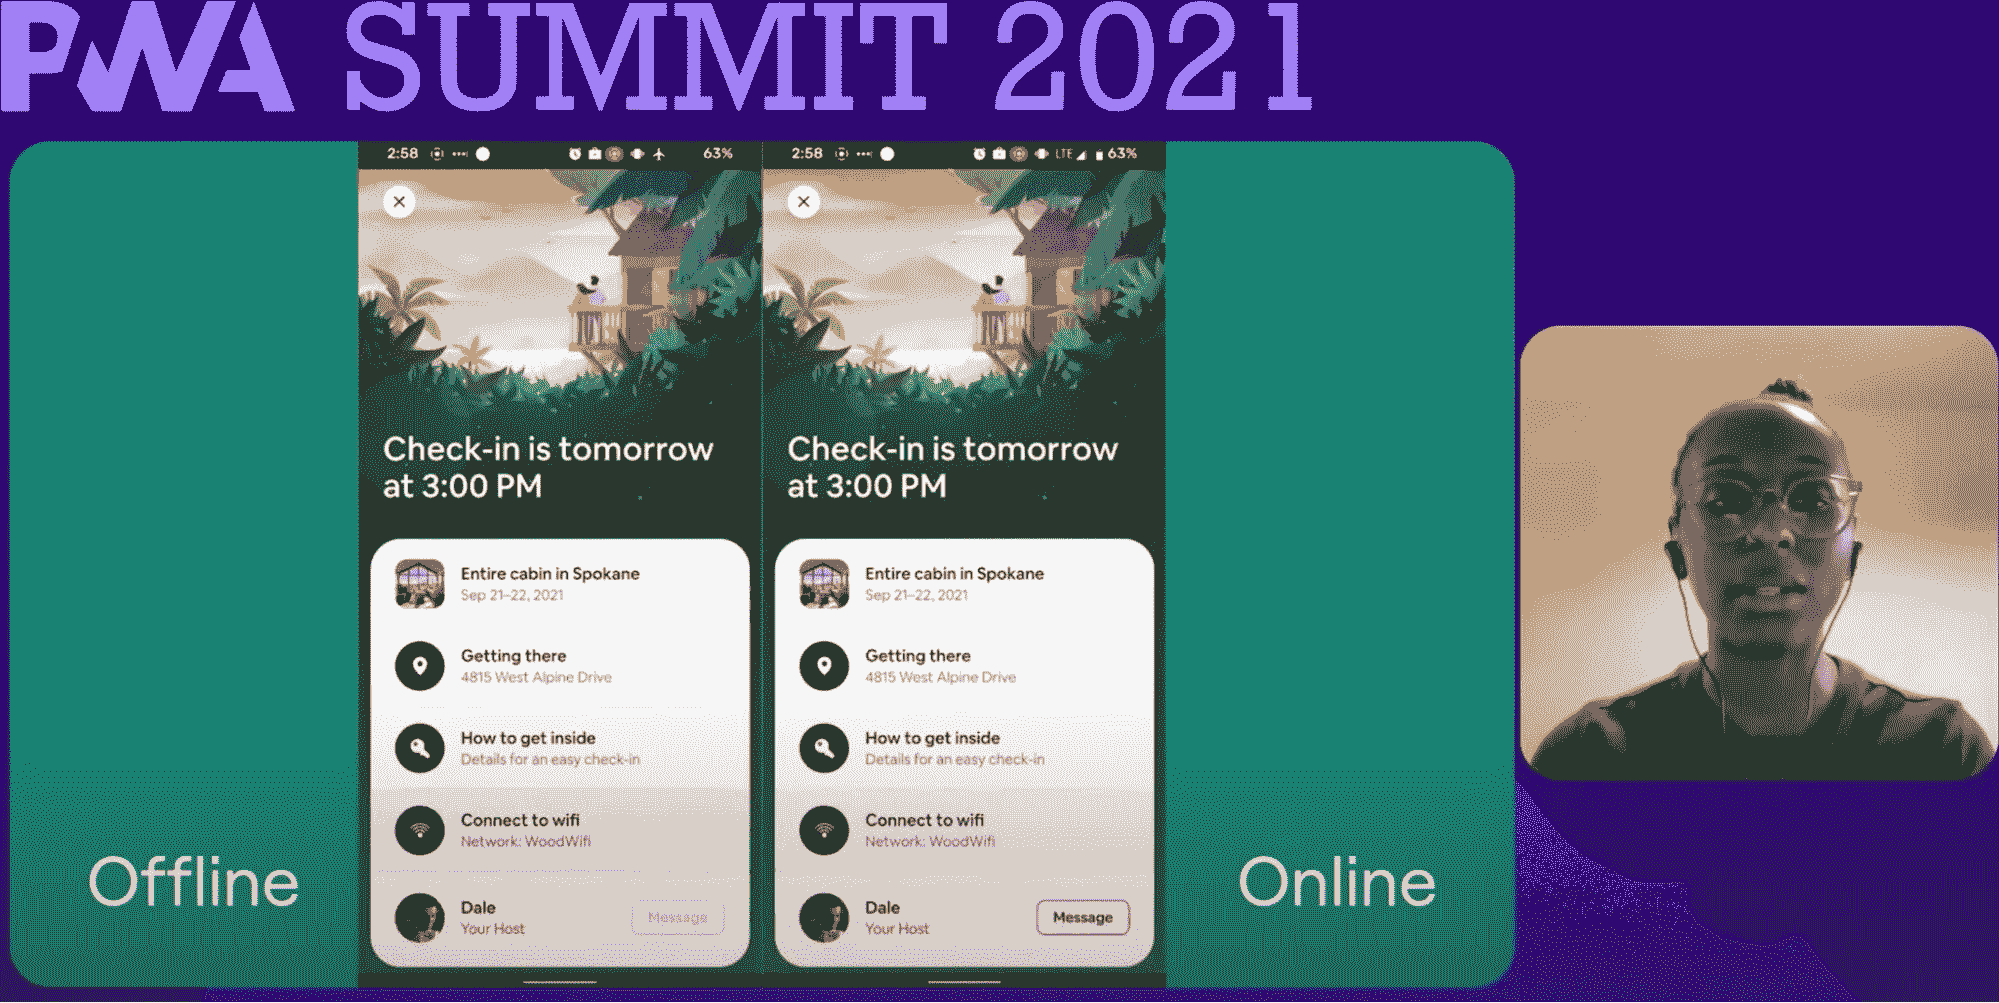 PWA SUMMIT 2021
2:58 63%
Check-in is tomorrow
at 3:00 PM
Entire cabin in Spokane
Sep 21–22, 2021
Getting there
4815 West Alpine Drive
How to get inside
Details for an easy check-in
Connect to wifi
Network: WoodWifi
Dale
Your Host
Message
Offline
2:58 LTE 63%
Check-in is tomorrow
at 3:00 PM
Entire cabin in Spokane
Sep 21–22, 2021
Getting there
4815 West Alpine Drive
How to get inside
Details for an easy check-in
Connect to wifi
Network: WoodWifi
Dale
Your Host
Message
Online